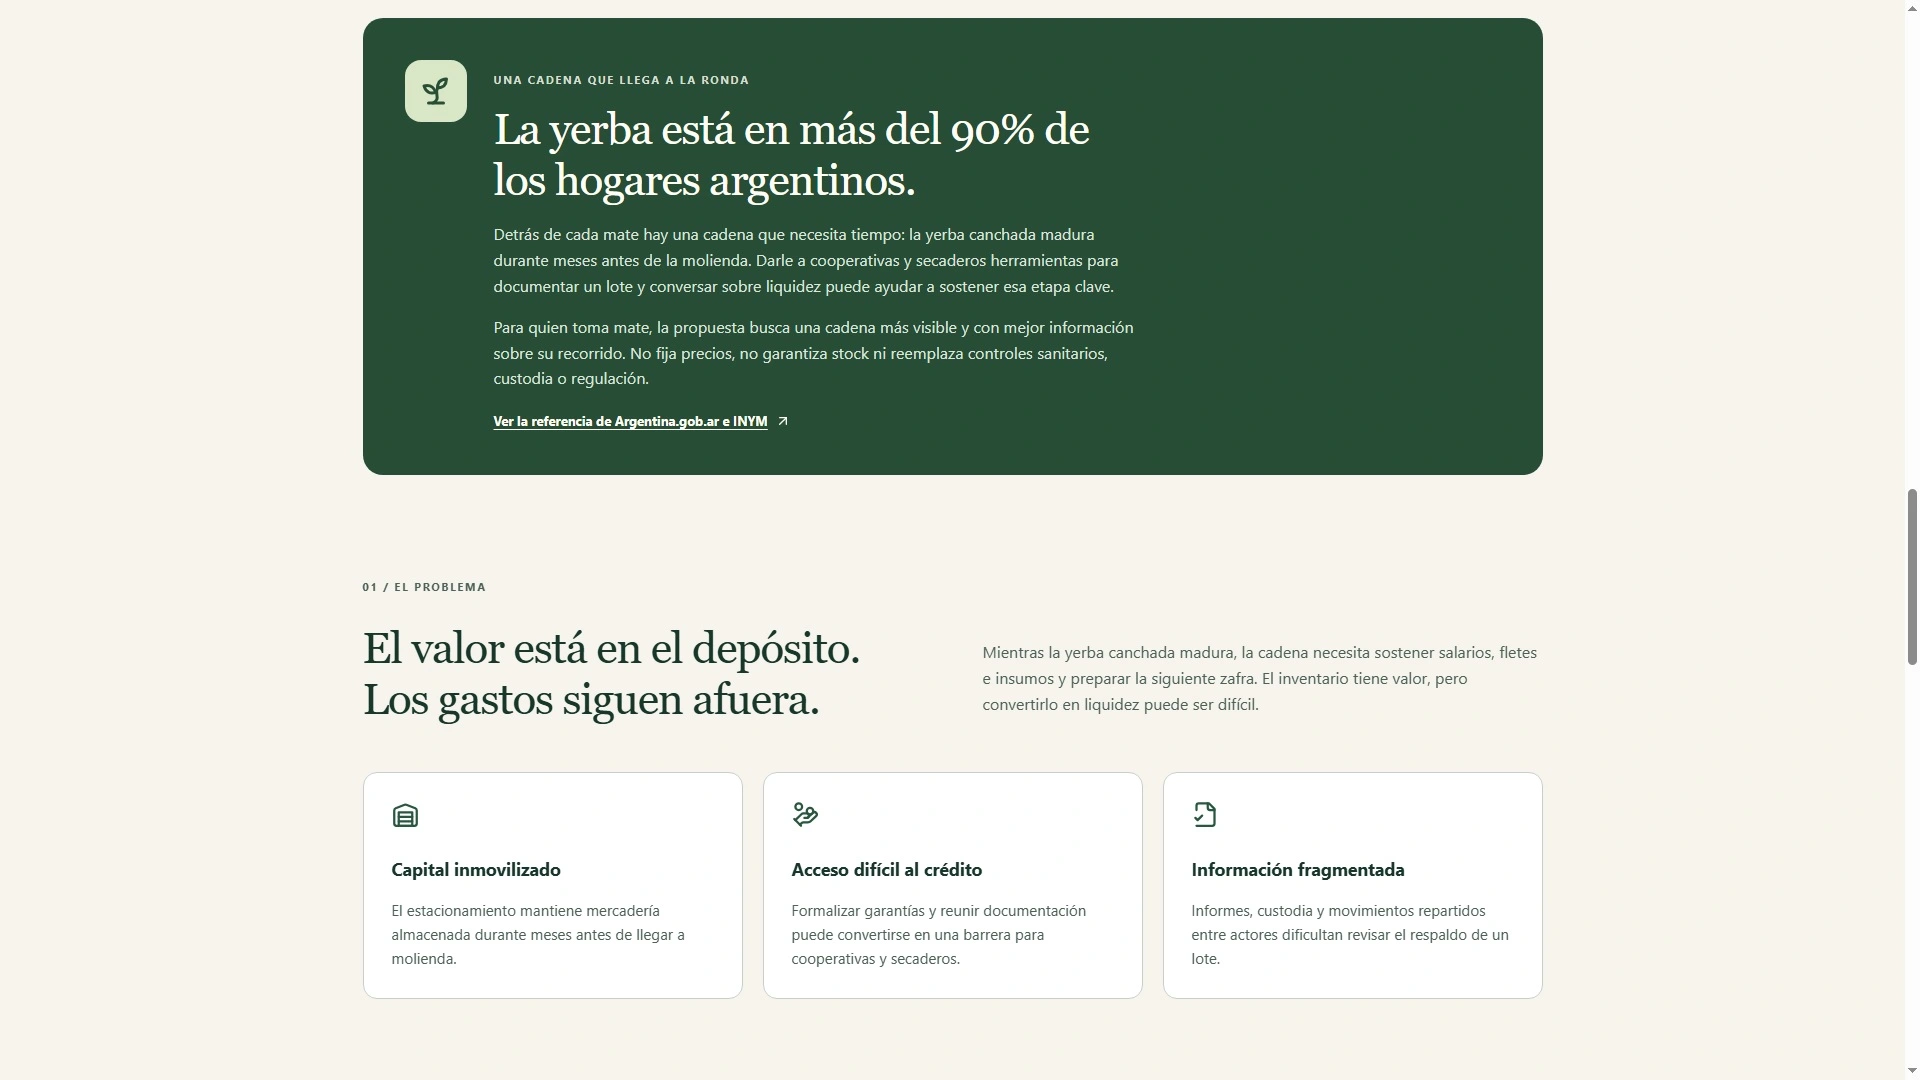 UNA CADENA QUE LLEGA A LA RONDA
La yerba está en más del 90% de
los hogares argentinos.
Detrás de cada mate hay una cadena que necesita tiempo: la yerba canchada madura
durante meses antes de la molienda. Darle a cooperativas y secaderos herramientas para
documentar un lote y conversar sobre liquidez puede ayudar a sostener esa etapa clave.
Para quien toma mate, la propuesta busca una cadena más visible y con mejor información
sobre su recorrido. No fija precios, no garantiza stock ni reemplaza controles sanitarios,
custodia o regulación.
Ver la referencia de Argentina.gob.ar e INYM
01 / EL PROBLEMA
El valor está en el depósito.
Los gastos siguen afuera.
Mientras la yerba canchada madura, la cadena necesita sostener salarios, fletes
e insumos y preparar la siguiente zafra. El inventario tiene valor, pero
convertirlo en liquidez puede ser difícil.
Capital inmovilizado
El estacionamiento mantiene mercadería
almacenada durante meses antes de llegar a
molienda.
Acceso difícil al crédito
Formalizar garantías y reunir documentación
puede convertirse en una barrera para
cooperativas y secaderos.
Información fragmentada
Informes, custodia y movimientos repartidos
entre actores dificultan revisar el respaldo de un
lote.